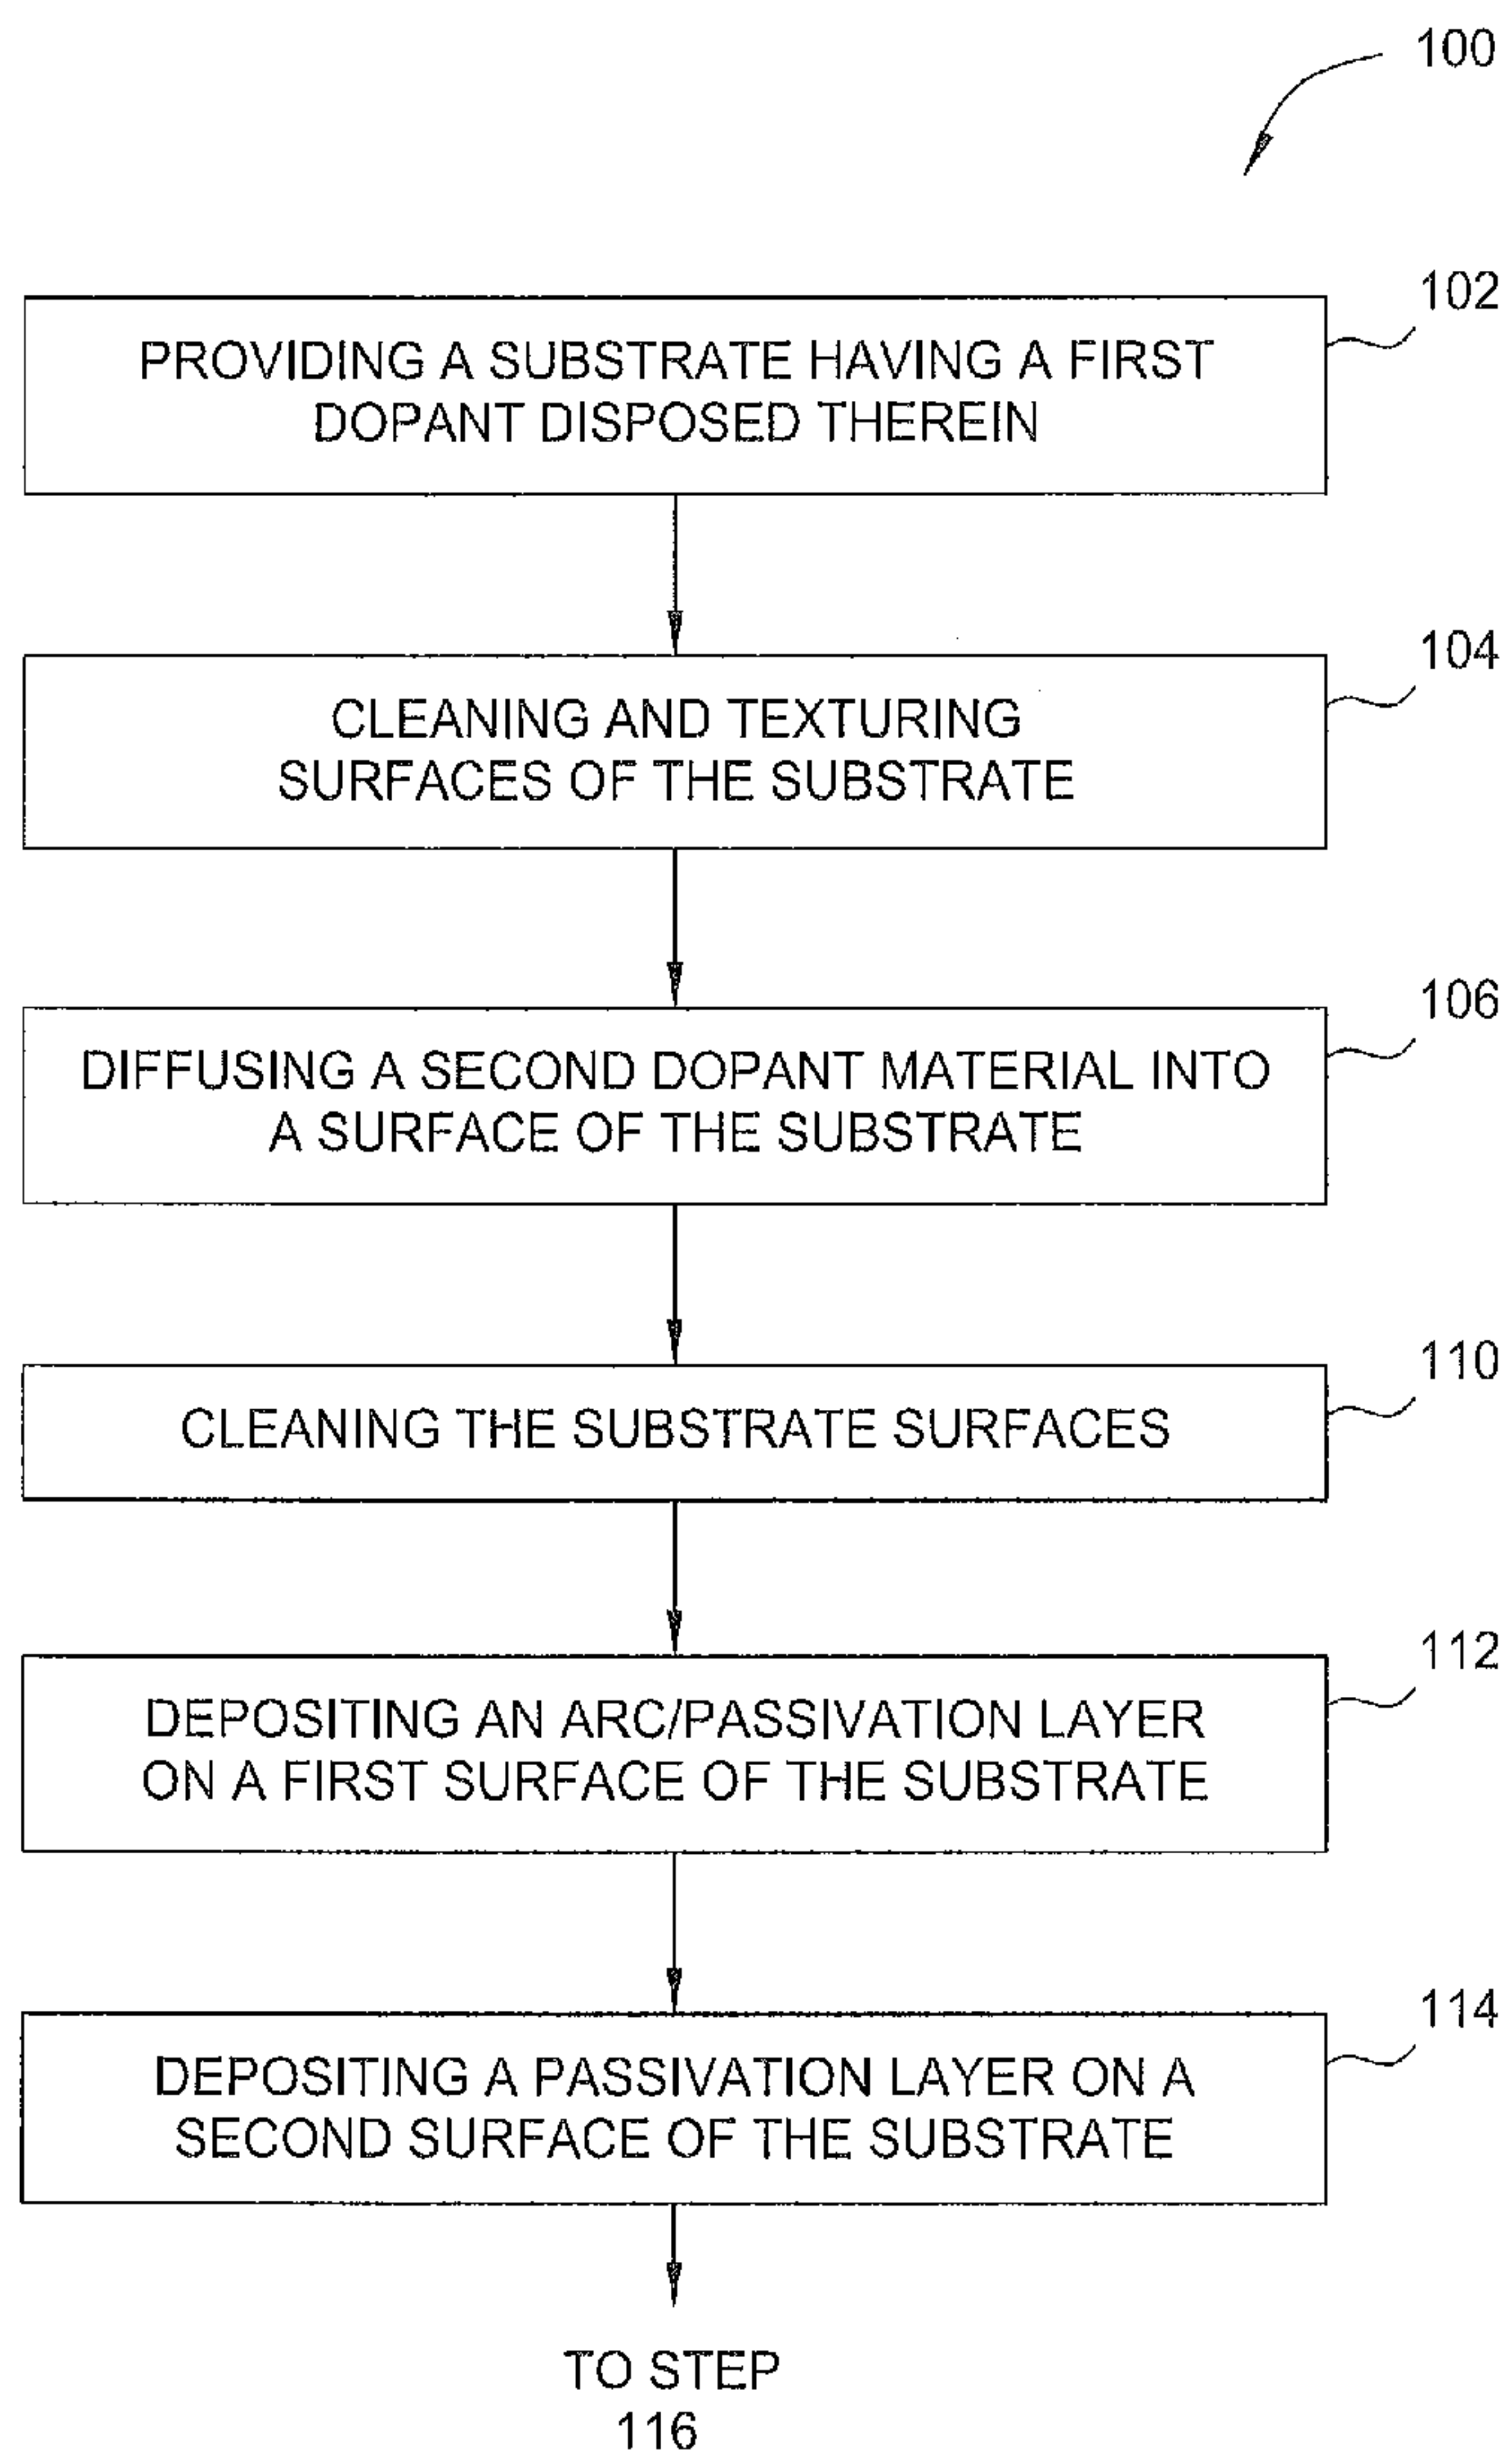 100
102
PROVIDING A SUBSTRATE HAVING A FIRST
DOPANT DISPOSED THEREIN
104
CLEANING AND TEXTURING
SURFACES OF THE SUBSTRATE
106
DIFFUSING A SECOND DOPANT MATERIAL INTO
A SURFACE OF THE SUBSTRATE
110
CLEANING THE SUBSTRATE SURFACES
112
DEPOSITING AN ARC/PASSIVATION LAYER
ON A FIRST SURFACE OF THE SUBSTRATE
114
DEPOSITING A PASSIVATION LAYER ON A
SECOND SURFACE OF THE SUBSTRATE
TO STEP
116